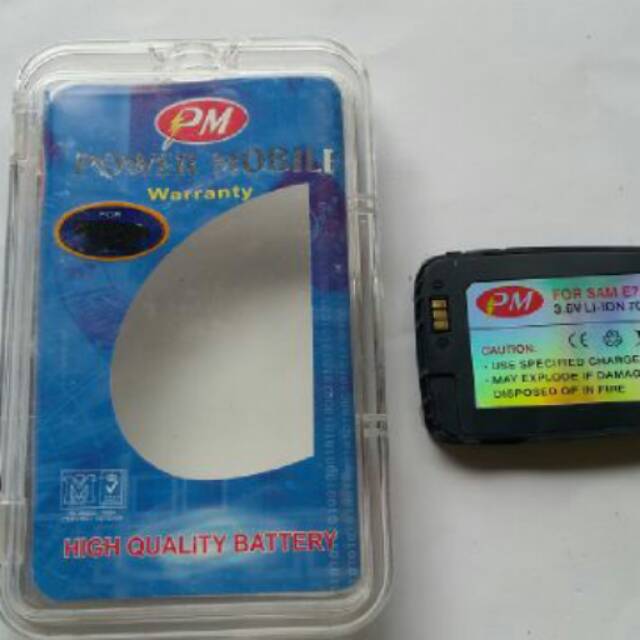 PM
POWER MOBILE
Warranty
FOR
HIGH QUALITY BATTERY
PM
FOR SAM E7
3.6V LI-ION 70
CE
CAUTION:
- USE SPECIFIED CHARGE
- MAY EXPLODE IF DAMAG
DISPOSED OF IN FIRE